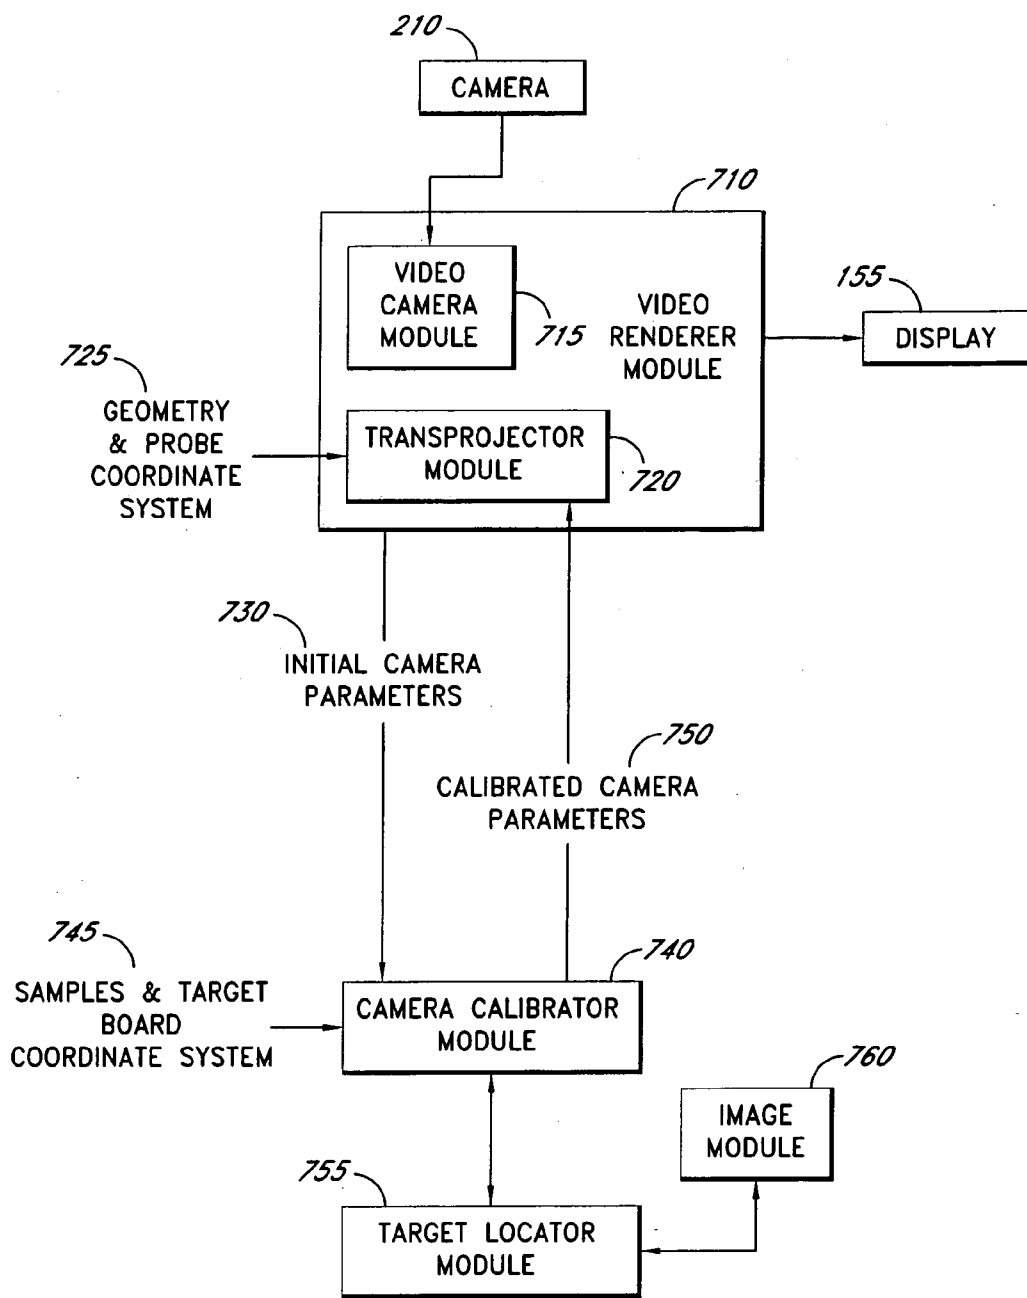 210
CAMERA
710
VIDEO
CAMERA
MODULE
715
VIDEO
RENDERER
MODULE
155
DISPLAY
725
GEOMETRY
& PROBE
COORDINATE
SYSTEM
TRANSPROJECTOR
MODULE
720
730
INITIAL CAMERA
PARAMETERS
750
CALIBRATED CAMERA
PARAMETERS
745
SAMPLES & TARGET
BOARD
COORDINATE SYSTEM
740
CAMERA CALIBRATOR
MODULE
760
IMAGE
MODULE
755
TARGET LOCATOR
MODULE